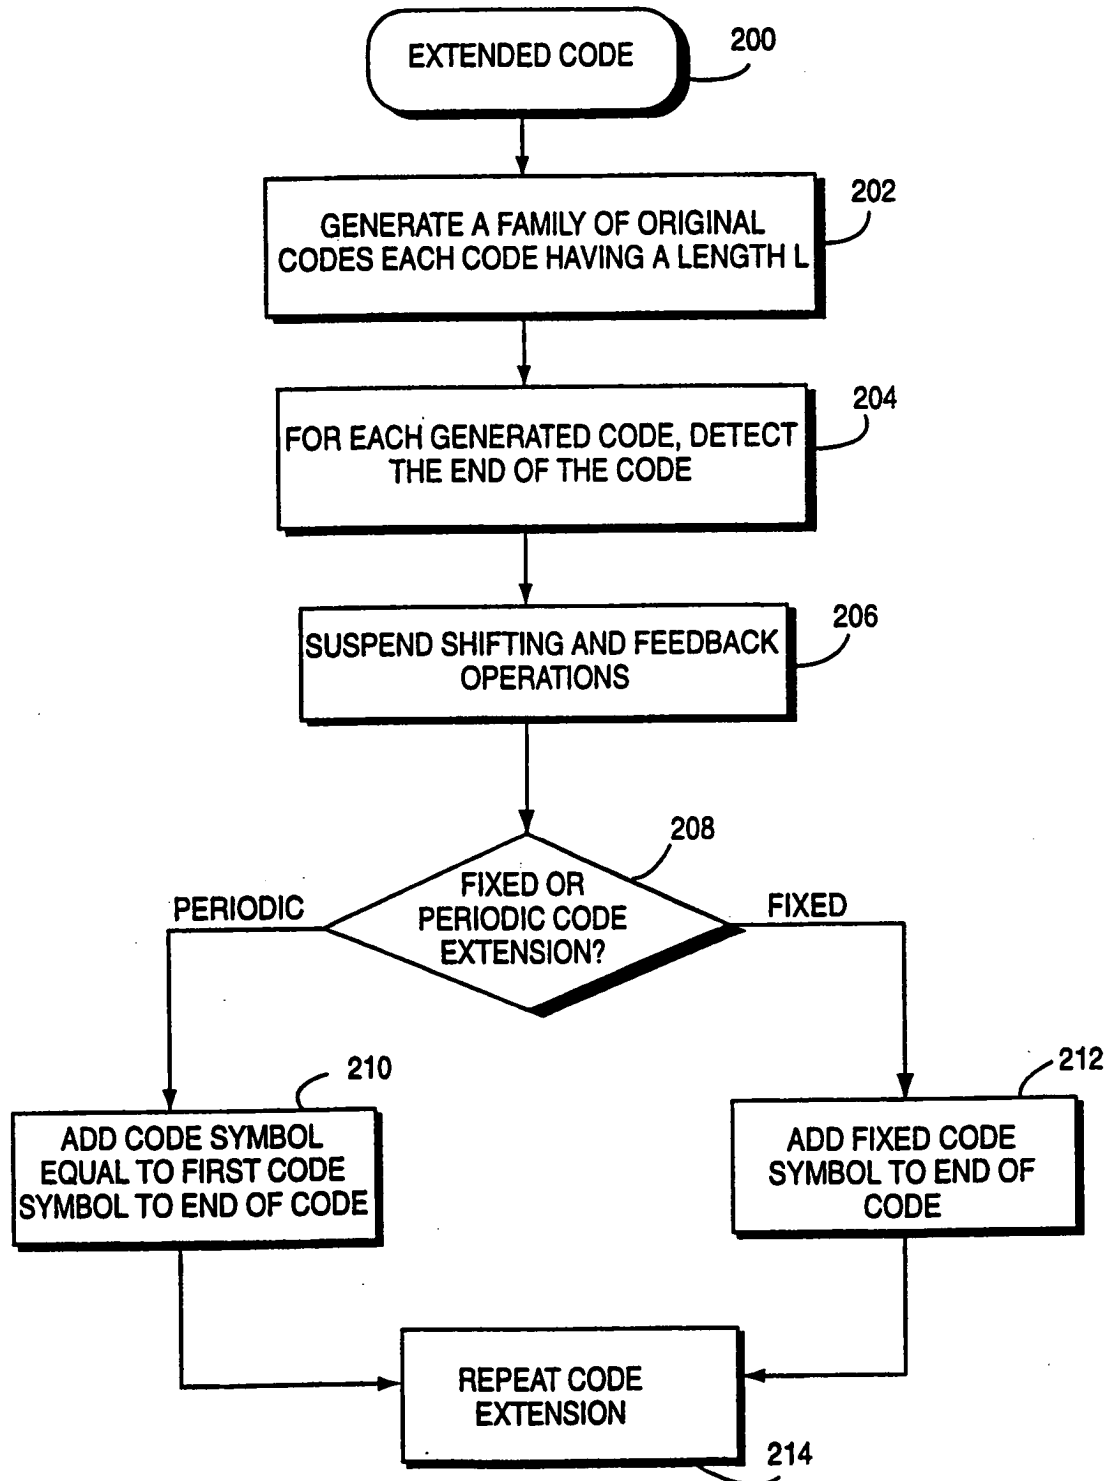 EXTENDED CODE
200
GENERATE A FAMILY OF ORIGINAL
CODES EACH CODE HAVING A LENGTH L
202
FOR EACH GENERATED CODE, DETECT
THE END OF THE CODE
204
SUSPEND SHIFTING AND FEEDBACK
OPERATIONS
206
FIXED OR
PERIODIC CODE
EXTENSION?
208
PERIODIC
FIXED
ADD CODE SYMBOL
EQUAL TO FIRST CODE
SYMBOL TO END OF CODE
210
ADD FIXED CODE
SYMBOL TO END OF
CODE
212
REPEAT CODE
EXTENSION
214